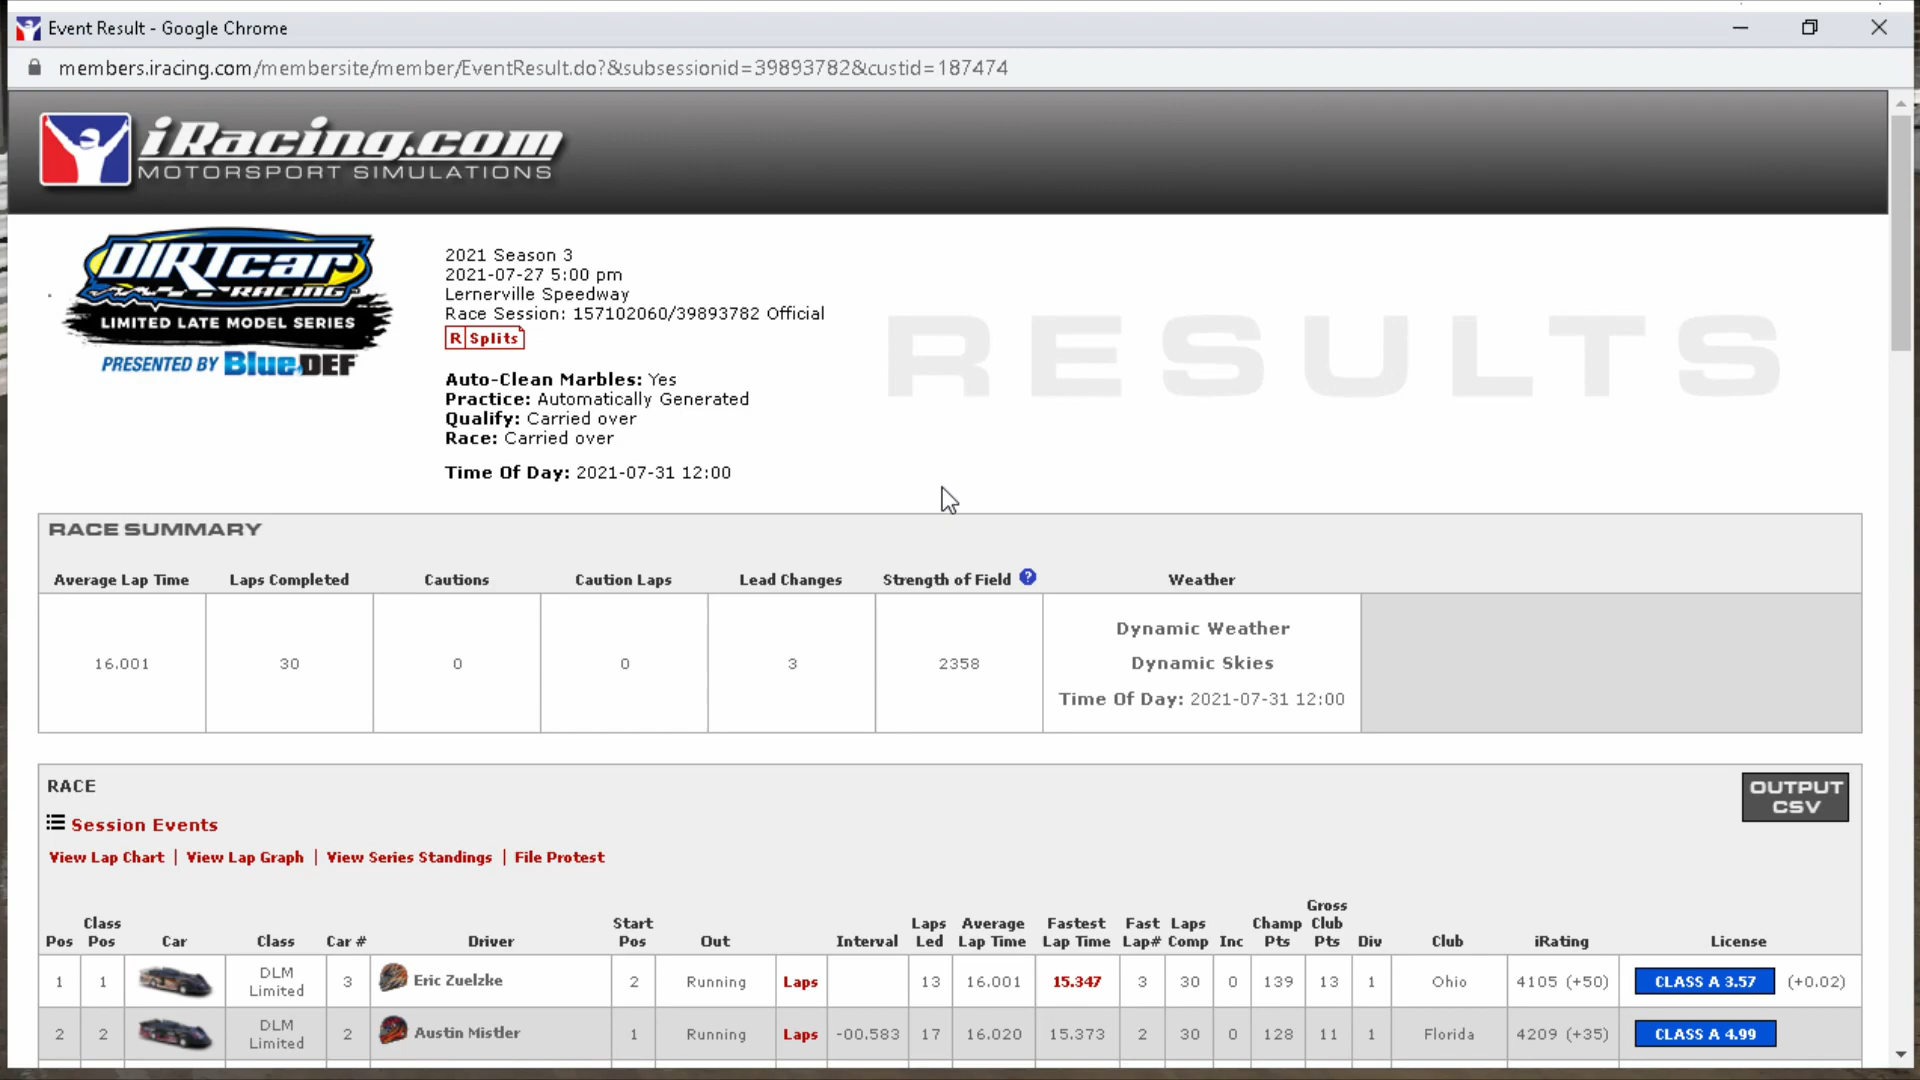 Event Result - Google Chrome
members.iracing.com/membersite/member/EventResult.do?&subsessionid=39893782&custid=187474
iRacing.com
MOTORSPORT SIMULATIONS
DIRTcar
RACING
LIMITED LATE MODEL SERIES
PRESENTED BY BlueDEF
2021 Season 3
2021-07-27 5:00 pm
Lernerville Speedway
Race Session: 157102060/39893782 Official
R Splits
RESULTS
Auto-Clean Marbles: Yes
Practice: Automatically Generated
Qualify: Carried over
Race: Carried over
Time Of Day: 2021-07-31 12:00
RACE SUMMARY
Average Lap Time Laps Completed Cautions Caution Laps Lead Changes Strength of Field ? Weather
16.001 30 0 0 3 2358
Dynamic Weather
Dynamic Skies
Time Of Day: 2021-07-31 12:00
RACE
OUTPUT
CSV
Session Events
View Lap Chart | View Lap Graph | View Series Standings | File Protest
Pos Class Pos Car Class Car # Driver Start Pos Out Interval Laps Led Average Lap Time Fastest Lap Time Fast Lap# Laps Comp Inc Champ Pts Gross Club Pts Div Club iRating License
1 1 DLM Limited 3 Eric Zuelzke 2 Running Laps 13 16.001 15.347 3 30 0 139 13 1 Ohio 4105 (+50) CLASS A 3.57 (+0.02)
2 2 DLM Limited 2 Austin Mistler 1 Running Laps -00.583 17 16.020 15.373 2 30 0 128 11 1 Florida 4209 (+35) CLASS A 4.99